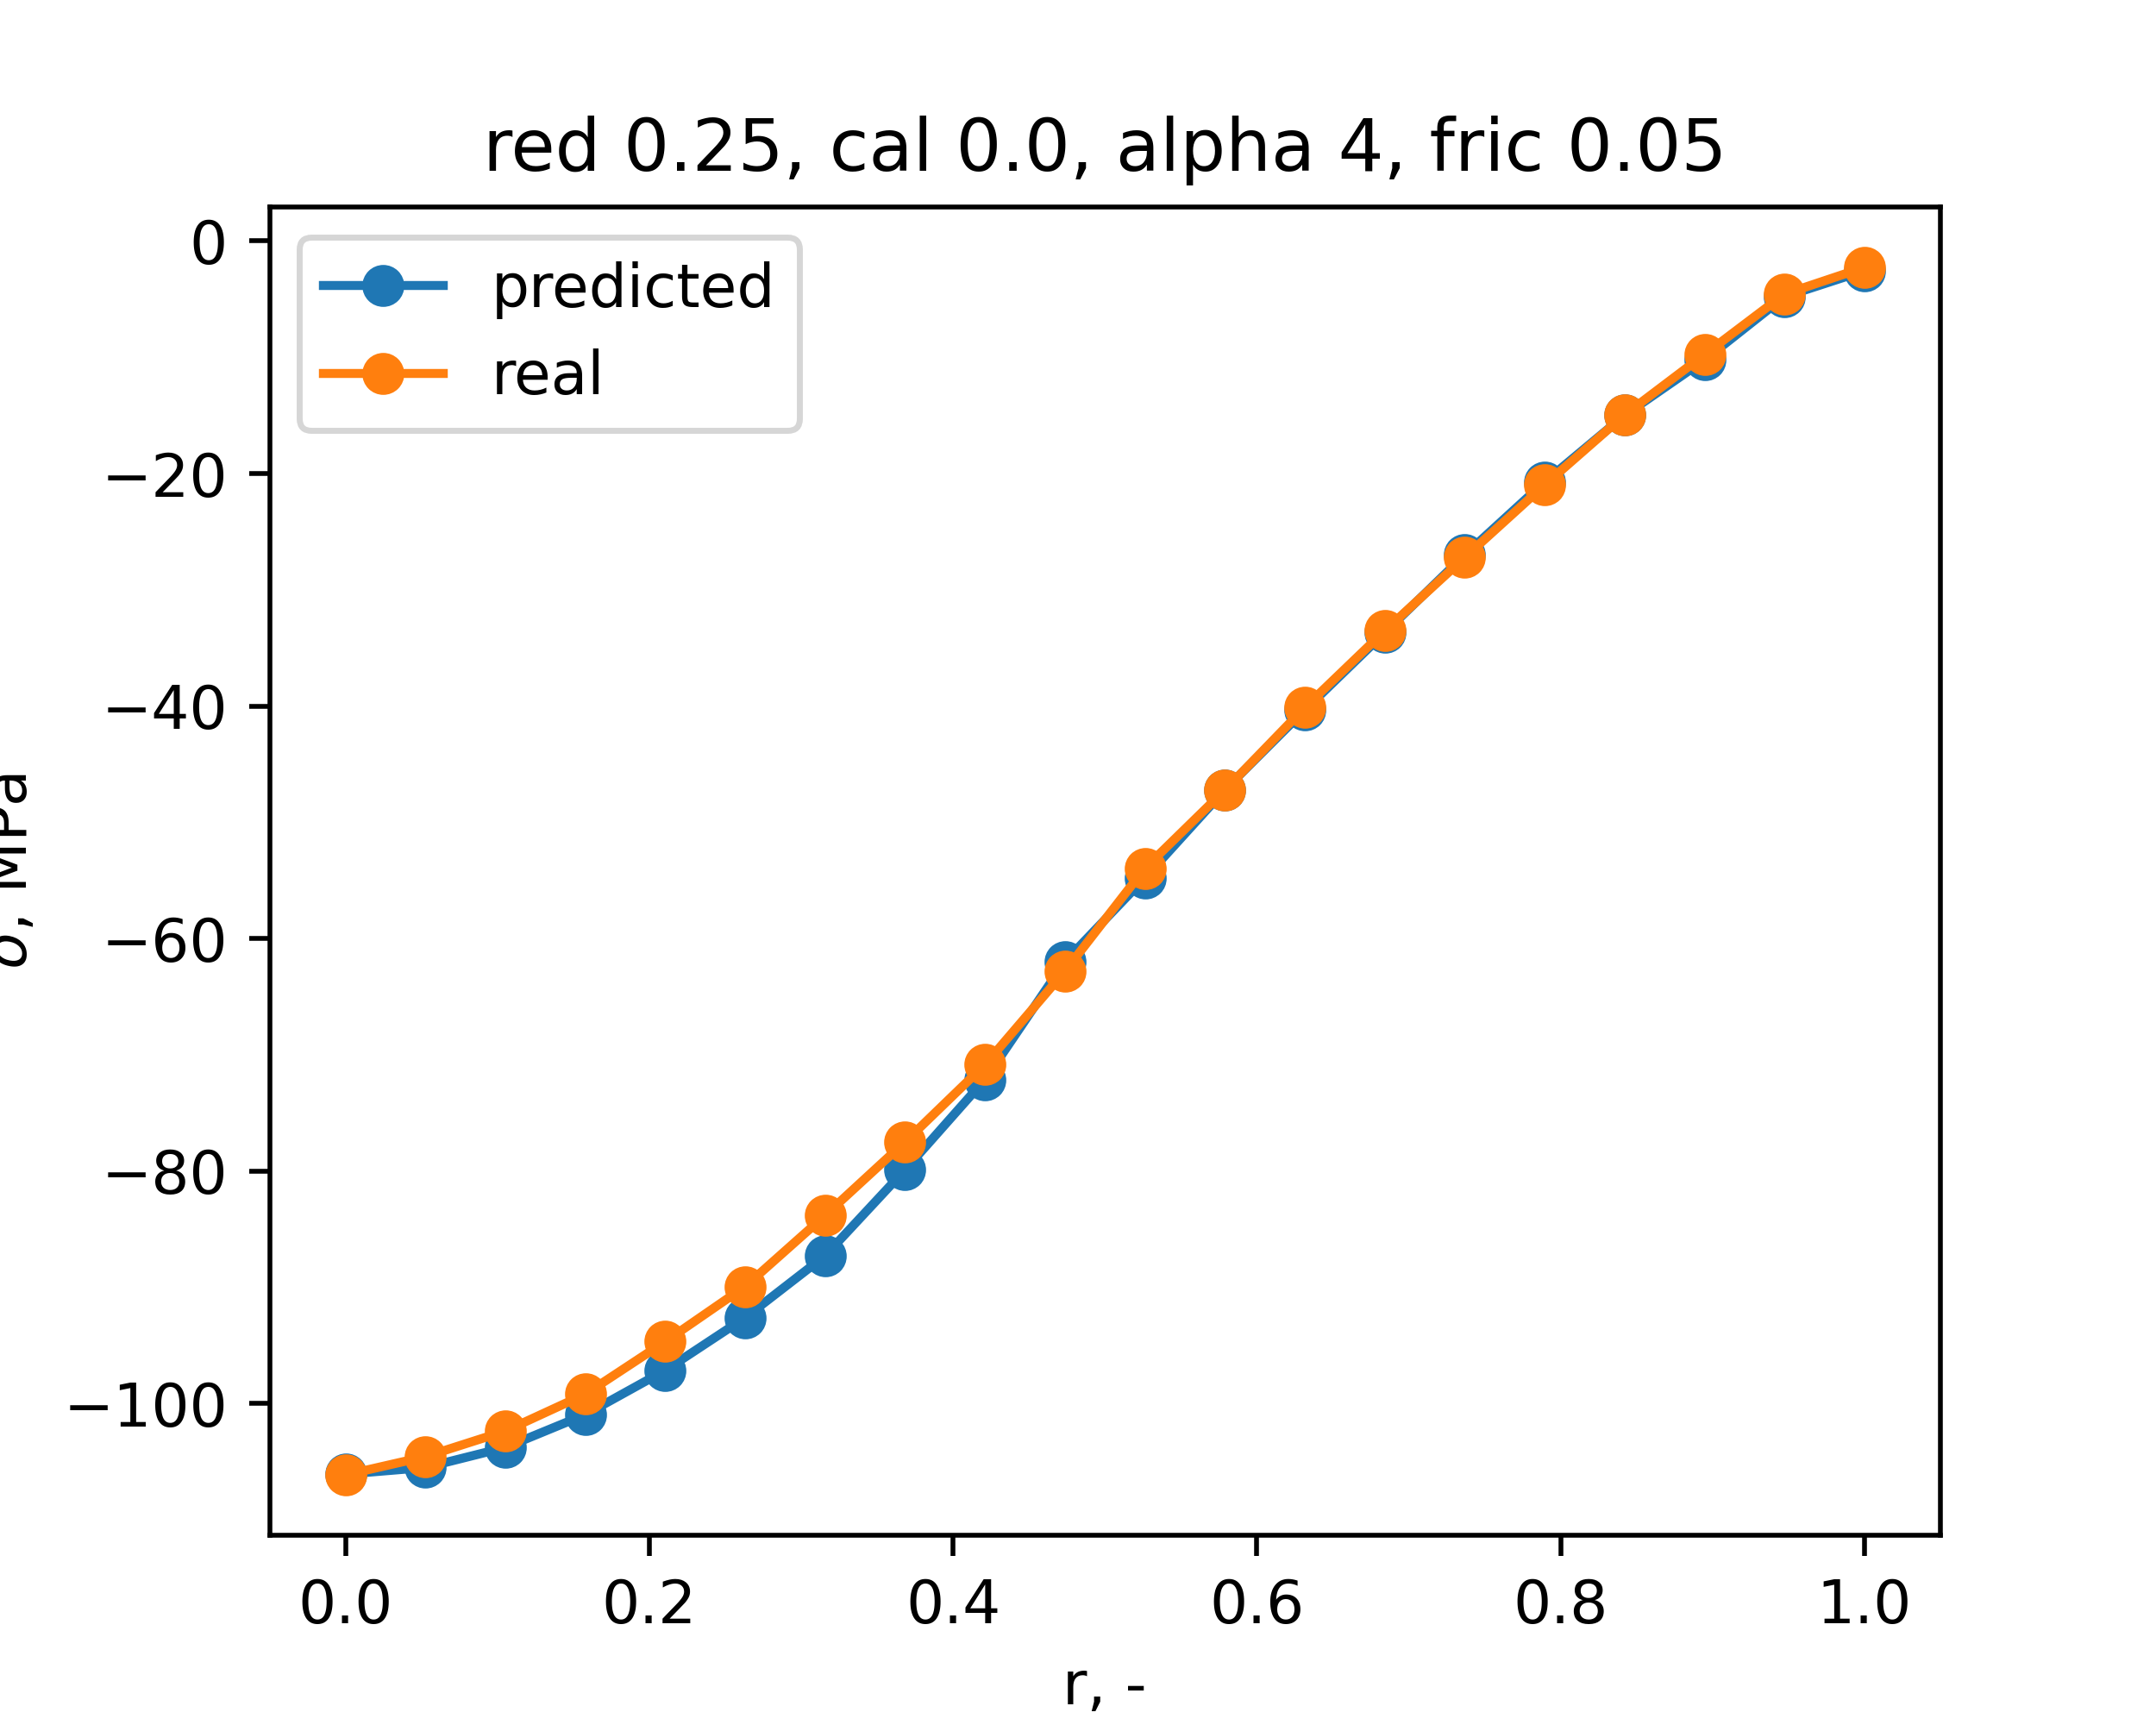 red 0.25, cal 0.0, alpha 4, fric 0.05
predicted
real
0
−20
−40
−60
−80
−100
0.0 0.2 0.4 0.6 0.8 1.0
r, -
σ, MPa